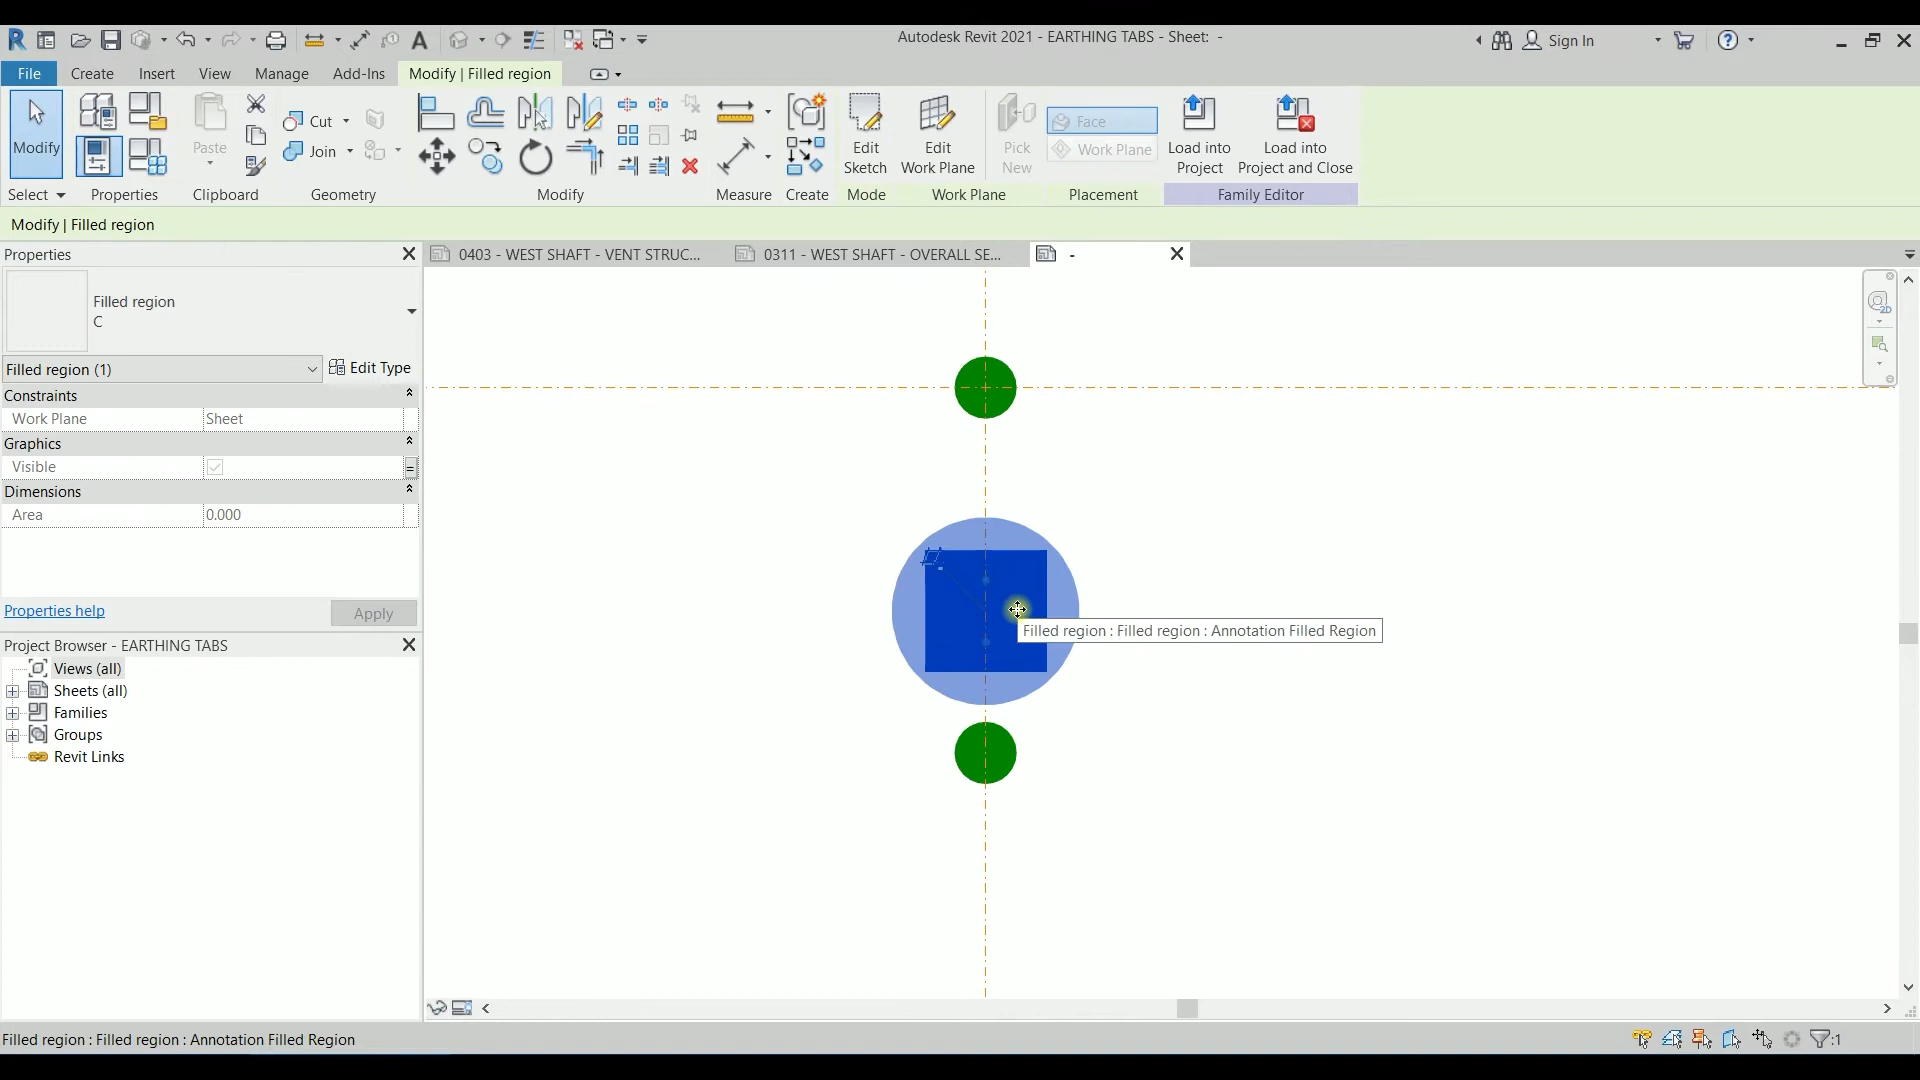 Autodesk Revit 2021 - EARTHING TABS - Sheet: -
Sign In
File Create Insert View Manage Add-Ins Modify | Filled region
Modify
Paste
Cut
Join
Edit Sketch
Edit Work Plane
Pick New
Face
Work Plane
Load into Project
Load into Project and Close
Select Properties Clipboard Geometry Modify Measure Create Mode Work Plane Placement Family Editor
Modify | Filled region
Properties
0403 - WEST SHAFT - VENT STRUC...
0311 - WEST SHAFT - OVERALL SE...
-
Filled region
C
Filled region (1)
Edit Type
Constraints
Work Plane Sheet
Graphics
Visible
=
Dimensions
Area 0.000
Properties help
Apply
Project Browser - EARTHING TABS
Views (all)
Sheets (all)
Families
Groups
Revit Links
2D
Filled region : Filled region : Annotation Filled Region
Filled region : Filled region : Annotation Filled Region
:1